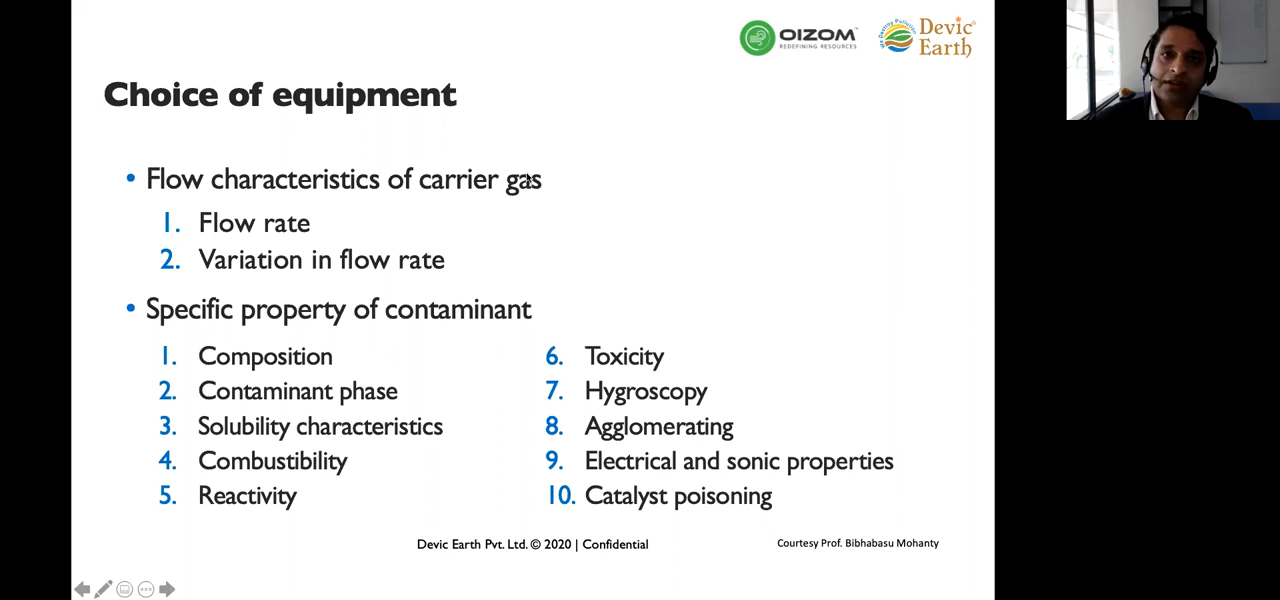 OIZOM
REDEFINING RESOURCES
We Destroy Pollution
Devic
Earth
Choice of equipment
• Flow characteristics of carrier gas
1. Flow rate
2. Variation in flow rate
• Specific property of contaminant
1. Composition
2. Contaminant phase
3. Solubility characteristics
4. Combustibility
5. Reactivity
6. Toxicity
7. Hygroscopy
8. Agglomerating
9. Electrical and sonic properties
10. Catalyst poisoning
Devic Earth Pvt. Ltd. © 2020 | Confidential
Courtesy Prof. Bibhabasu Mohanty